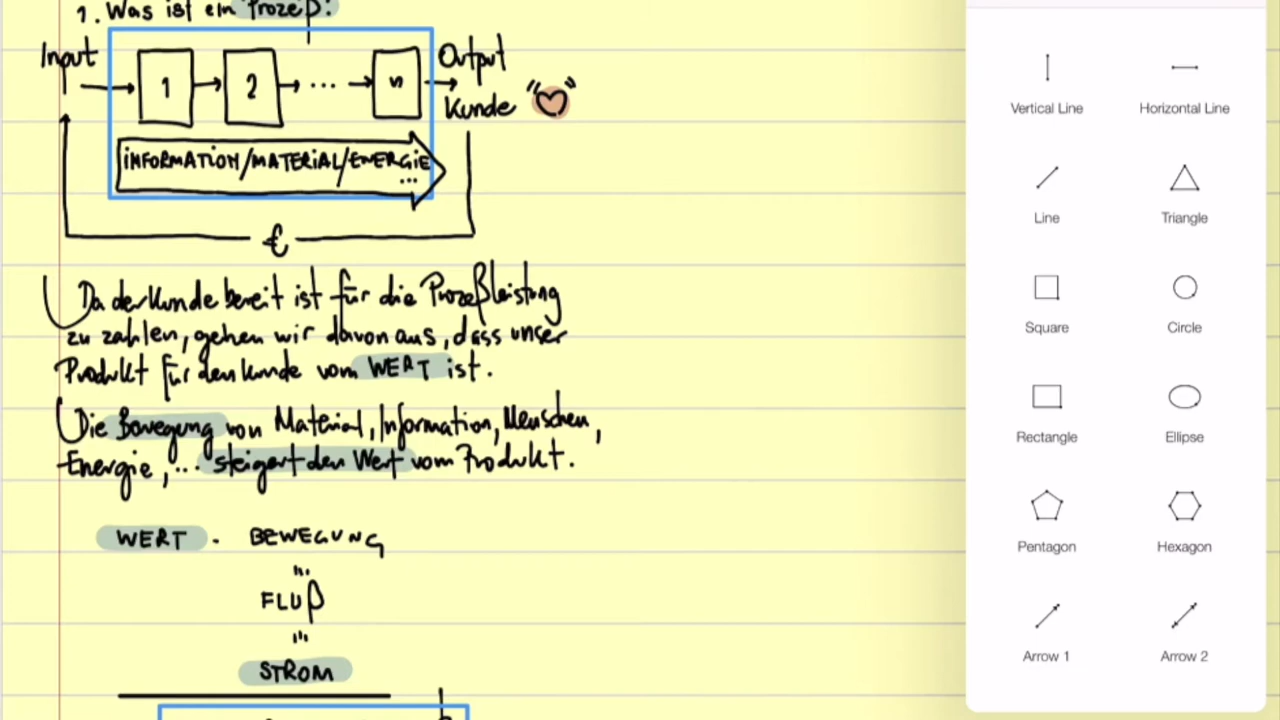 1. Was ist ein Prozeß?
Input
1
2
...
n
Output
Kunde
INFORMATION/MATERIAL/ENERGIE
...
€
Da der Kunde bereit ist für die Prozeßleistung
zu zahlen, gehen wir davon aus, dass unser
Produkt für den Kunde vom WERT ist.
Die Bewegung von Material, Information, Menschen,
Energie, ... steigert den Wert vom Produkt.
WERT . BEWEGUNG
FLUß
STROM
Vertical Line
Horizontal Line
Line
Triangle
Square
Circle
Rectangle
Ellipse
Pentagon
Hexagon
Arrow 1
Arrow 2